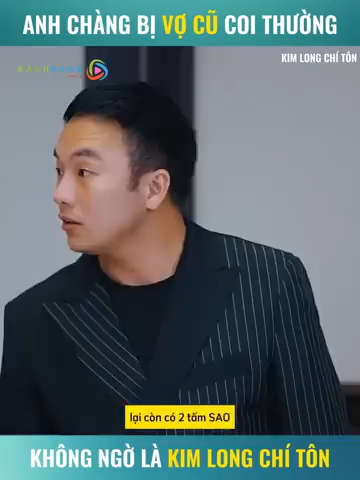 ANH CHÀNG BỊ VỢ CŨ COI THƯỜNG
KIM LONG CHÍ TÔN
lại còn có 2 tấm SAO
KHÔNG NGỜ LÀ KIM LONG CHÍ TÔN